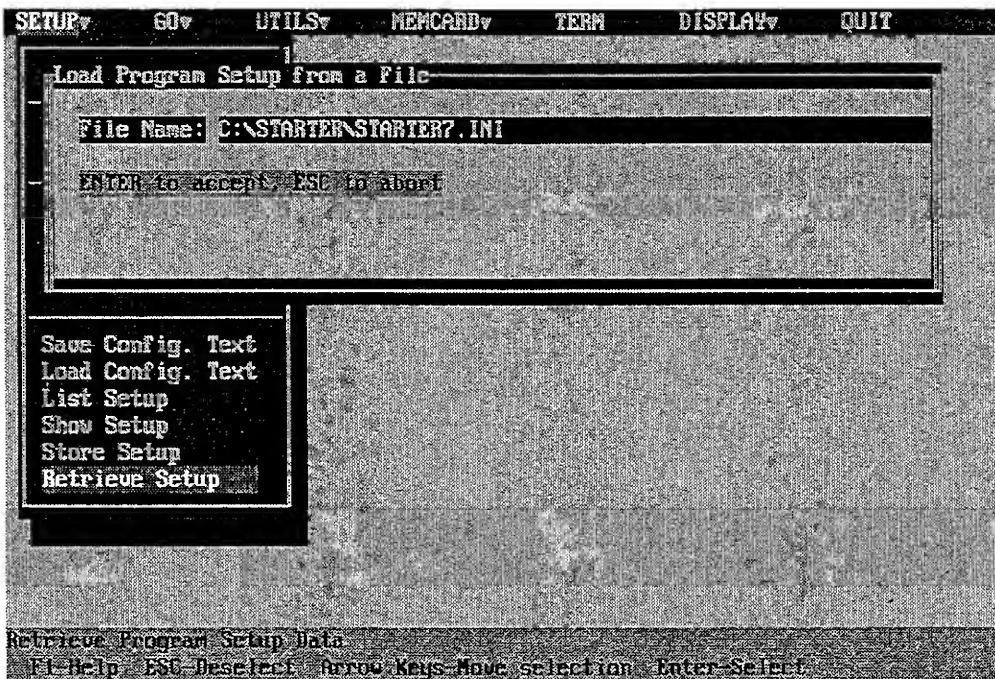 SETUP▾ GO▾ UTILS▾ MEMCARD▾ TERM DISPLAY▾ QUIT
Load Program Setup from a File
File Name: C:\STARTER\STARTER7.INI
ENTER to accept, ESC to abort
Save Config. Text
Load Config. Text
List Setup
Show Setup
Store Setup
Retrieve Setup
Retrieve Program Setup Data
F1-Help ESC-Deselect Arrow Keys-Move selection Enter-Select